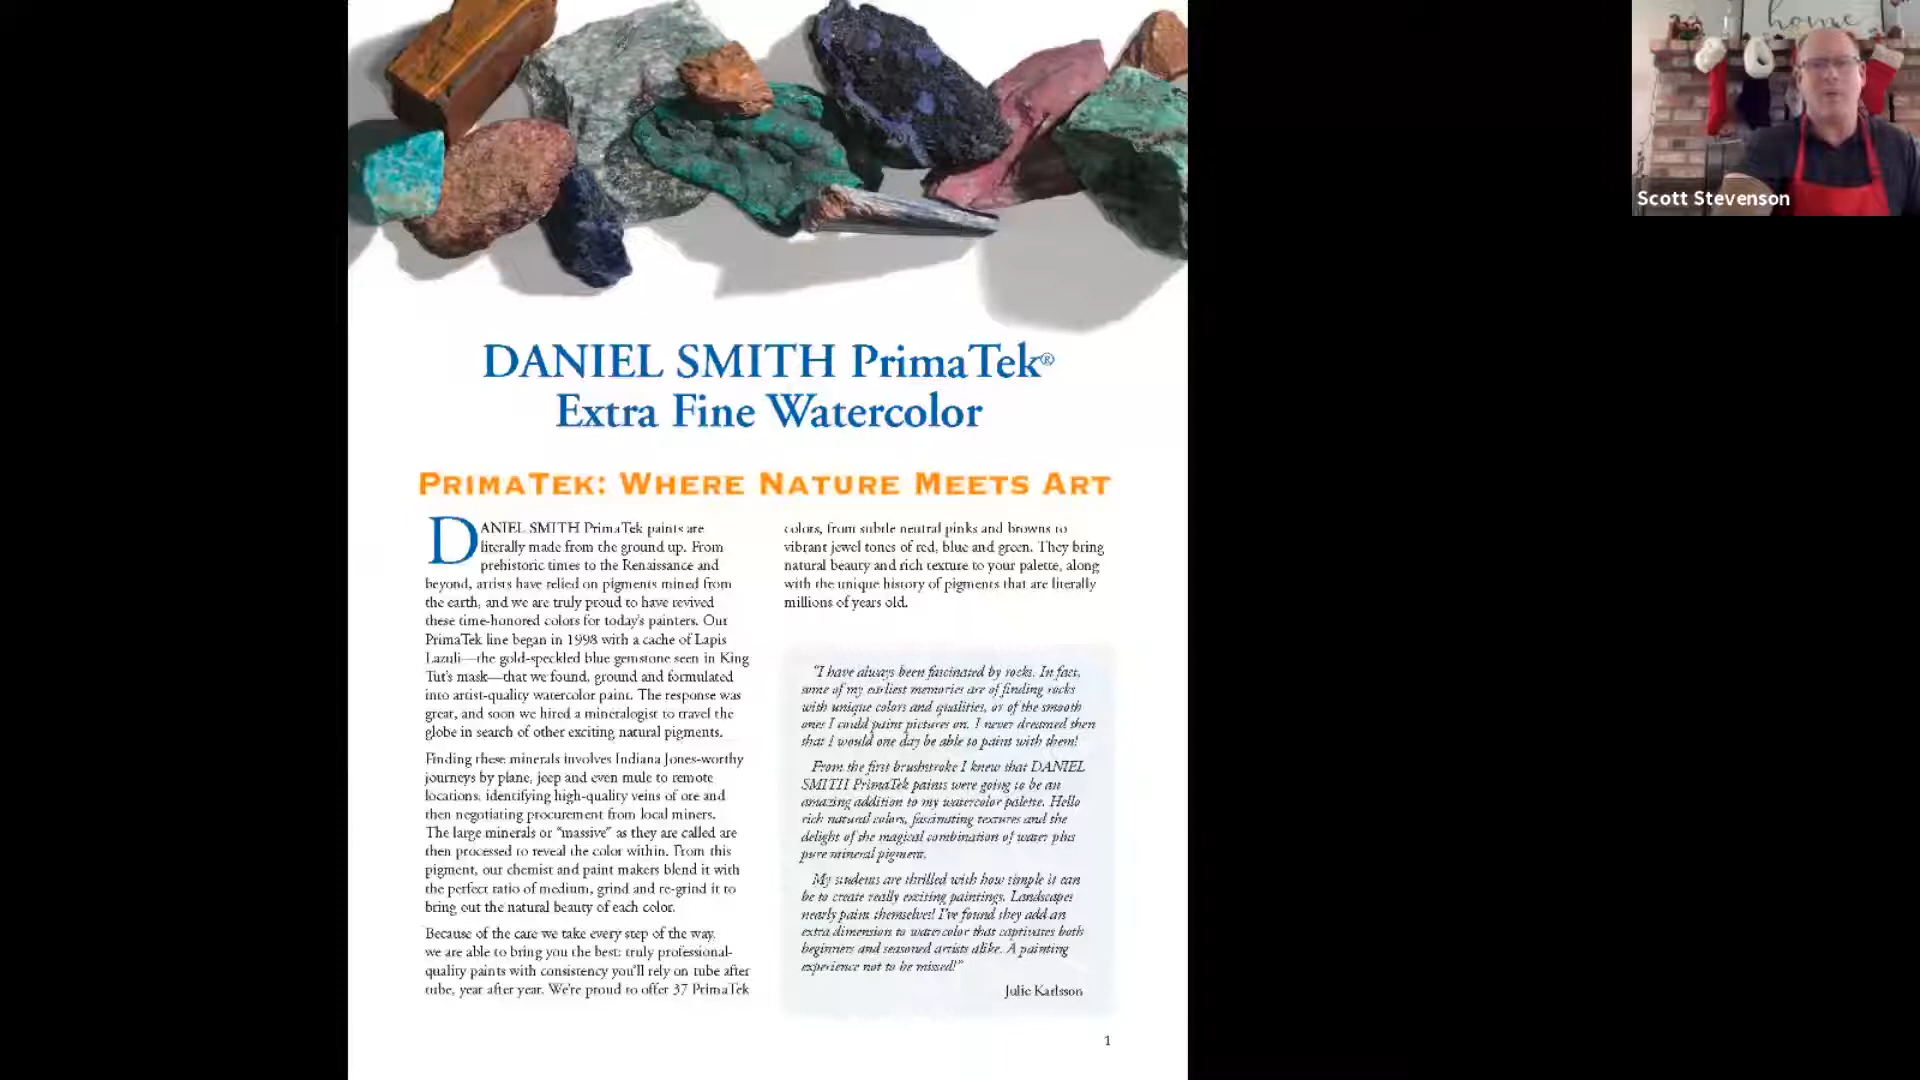 DANIEL SMITH PrimaTek®
Extra Fine Watercolor
PRIMATEK: WHERE NATURE MEETS ART
DANIEL SMITH PrimaTek paints are
literally made from the ground up. From
prehistoric times to the Renaissance and
beyond, artists have relied on pigments mined from
the earth, and we are truly proud to have revived
these time-honored colors for today's painters. Our
PrimaTek line began in 1998 with a cache of Lapis
Lazuli—the gold-speckled blue gemstone seen in King
Tut's mask—that we found, ground and formulated
into artist-quality watercolor paint. The response was
great, and soon we hired a mineralogist to travel the
globe in search of other exciting natural pigments.
Finding these minerals involves Indiana Jones-worthy
journeys by plane, jeep and even mule to remote
locations, identifying high-quality veins of ore and
then negotiating procurement from local miners.
The large minerals or "massive" as they are called are
then processed to reveal the color within. From this
pigment, our chemist and paint makers blend it with
the perfect ratio of medium, grind and re-grind it to
bring out the natural beauty of each color.
Because of the care we take every step of the way,
we are able to bring you the best: truly professional-
quality paints with consistency you'll rely on tube after
tube, year after year. We're proud to offer 37 PrimaTek
colors, from subtle neutral pinks and browns to
vibrant jewel tones of red, blue and green. They bring
natural beauty and rich texture to your palette, along
with the unique history of pigments that are literally
millions of years old.
"I have always been fascinated by rocks. In fact,
some of my earliest memories are of finding rocks
with unique colors and qualities, or of the smooth
ones I could paint pictures on. I never dreamed then
that I would one day be able to paint with them!
From the first brushstroke I knew that DANIEL
SMITH PrimaTek paints were going to be an
amazing addition to my watercolor palette. Hello
rich natural colors, fascinating textures and the
delight of the magical combination of water plus
pure mineral pigment.
My students are thrilled with how simple it can
be to create really exciting paintings. Landscapes
nearly paint themselves! I've found they add an
extra dimension to watercolor that captivates both
beginners and seasoned artists alike. A painting
experience not to be missed!"
Julie Karlsson
1
home
Scott Stevenson